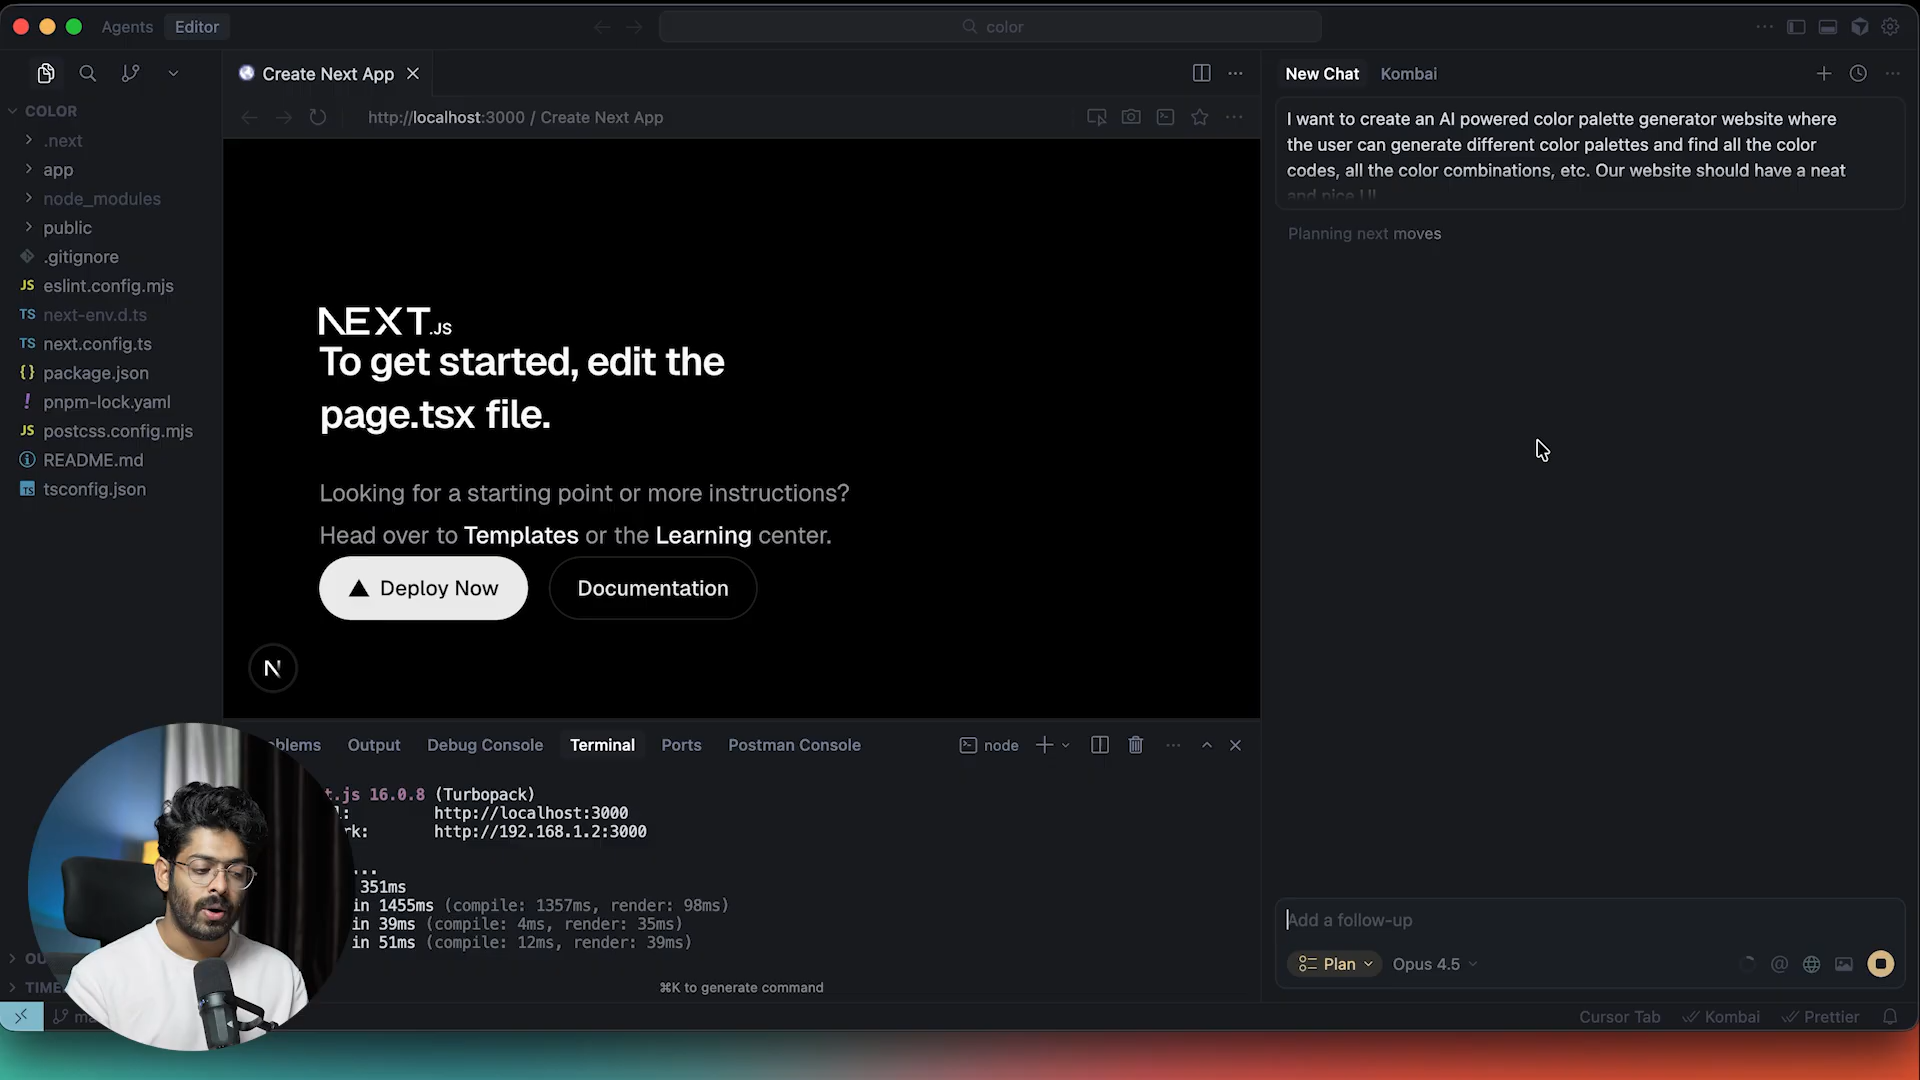 Agents
Editor
color
Create Next App
New Chat
Kombai
http://localhost:3000 / Create Next App
COLOR
.next
app
node_modules
public
.gitignore
JS eslint.config.mjs
TS next-env.d.ts
TS next.config.ts
{} package.json
! pnpm-lock.yaml
JS postcss.config.mjs
README.md
TS tsconfig.json
NEXT.JS
To get started, edit the
page.tsx file.
Looking for a starting point or more instructions?
Head over to Templates or the Learning center.
Deploy Now
Documentation
N
I want to create an AI powered color palette generator website where
the user can generate different color palettes and find all the color
codes, all the color combinations, etc. Our website should have a neat
and nice UI
Planning next moves
Output
Debug Console
Terminal
Ports
Postman Console
node
t.js 16.0.8 (Turbopack)
http://localhost:3000
http://192.168.1.2:3000
...
351ms
in 1455ms (compile: 1357ms, render: 98ms)
in 39ms (compile: 4ms, render: 35ms)
in 51ms (compile: 12ms, render: 39ms)
⌘K to generate command
Add a follow-up
Plan
Opus 4.5
Cursor Tab
Kombai
Prettier